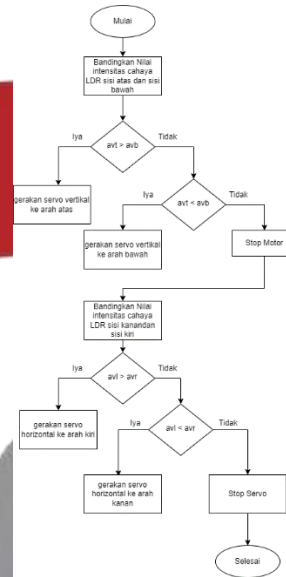 Mulai
Bandingkan Nilai
intensitas cahaya
LDR sisi atas dan sisi
bawah
Iya
avt > avb
Tidak
gerakan servo vertikal
ke arah atas
Iya
avt < avb
Tidak
gerakan servo vertikal
ke arah bawah
Stop Motor
Bandingkan Nilai
intensitas cahaya
LDR sisi kanandan
sisi kiri
Iya
avl > avr
Tidak
gerakan servo
horizontal ke arah kiri
Iya
avl < avr
Tidak
gerakan servo
horizontal ke arah
kanan
Stop Servo
Selesai